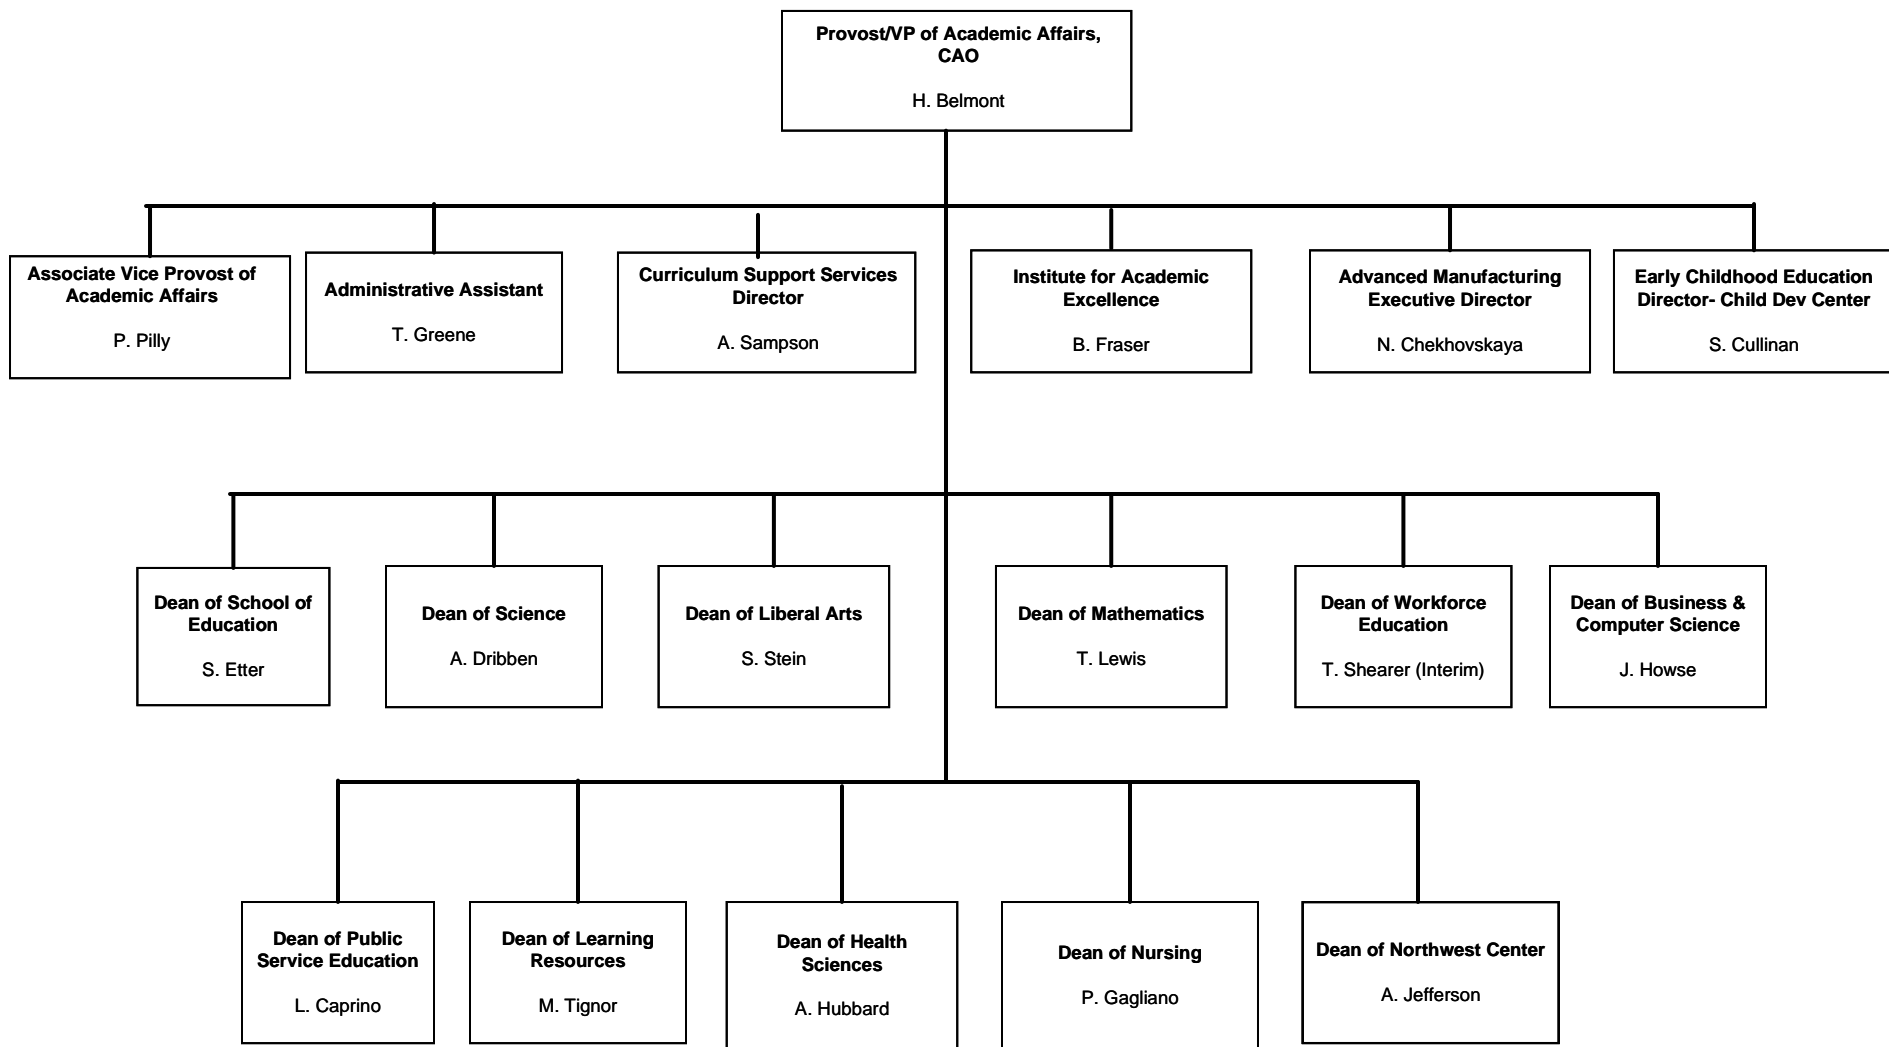 Provost/VP of Academic Affairs,
CAO
H. Belmont
Associate Vice Provost of
Academic Affairs
P. Pilly
Administrative Assistant
T. Greene
Curriculum Support Services
Director
A. Sampson
Institute for Academic
Excellence
B. Fraser
Advanced Manufacturing
Executive Director
N. Chekhovskaya
Early Childhood Education
Director- Child Dev Center
S. Cullinan
Dean of School of
Education
S. Etter
Dean of Science
A. Dribben
Dean of Liberal Arts
S. Stein
Dean of Mathematics
T. Lewis
Dean of Workforce
Education
T. Shearer (Interim)
Dean of Business &
Computer Science
J. Howse
Dean of Public
Service Education
L. Caprino
Dean of Learning
Resources
M. Tignor
Dean of Health
Sciences
A. Hubbard
Dean of Nursing
P. Gagliano
Dean of Northwest Center
A. Jefferson